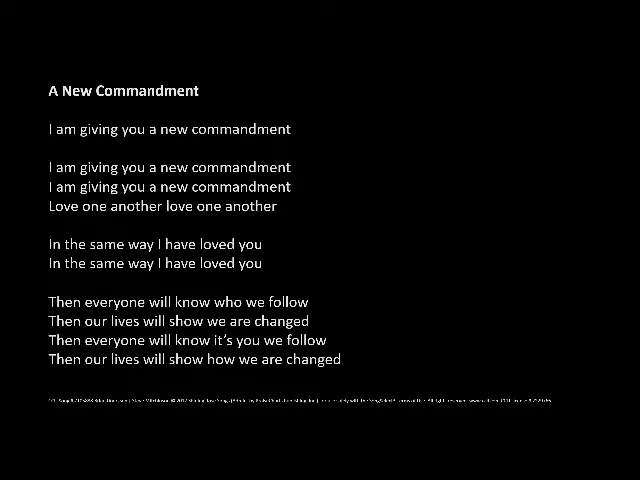 A New Commandment
I am giving you a new commandment
I am giving you a new commandment
I am giving you a new commandment
Love one another love one another
In the same way I have loved you
In the same way I have loved you
Then everyone will know who we follow
Then our lives will show we are changed
Then everyone will know it's you we follow
Then our lives will show how we are changed